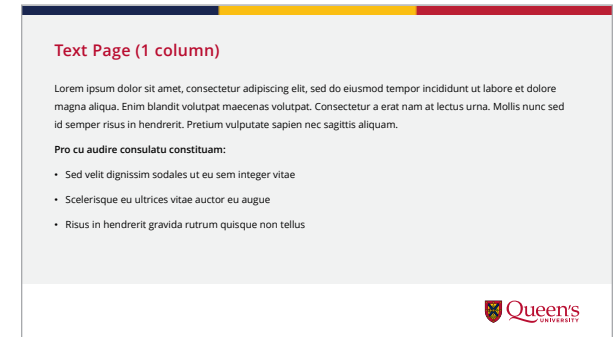 Text Page (1 column)
Lorem ipsum dolor sit amet, consectetur adipiscing elit, sed do eiusmod tempor incididunt ut labore et dolore
magna aliqua. Enim blandit volutpat maecenas volutpat. Consectetur a erat nam at lectus urna. Mollis nunc sed
id semper risus in hendrerit. Pretium vulputate sapien nec sagittis aliquam.
Pro cu audire consulatu constituam:
• Sed velit dignissim sodales ut eu sem integer vitae
• Scelerisque eu ultrices vitae auctor eu augue
• Risus in hendrerit gravida rutrum quisque non tellus
Queen's
UNIVERSITY